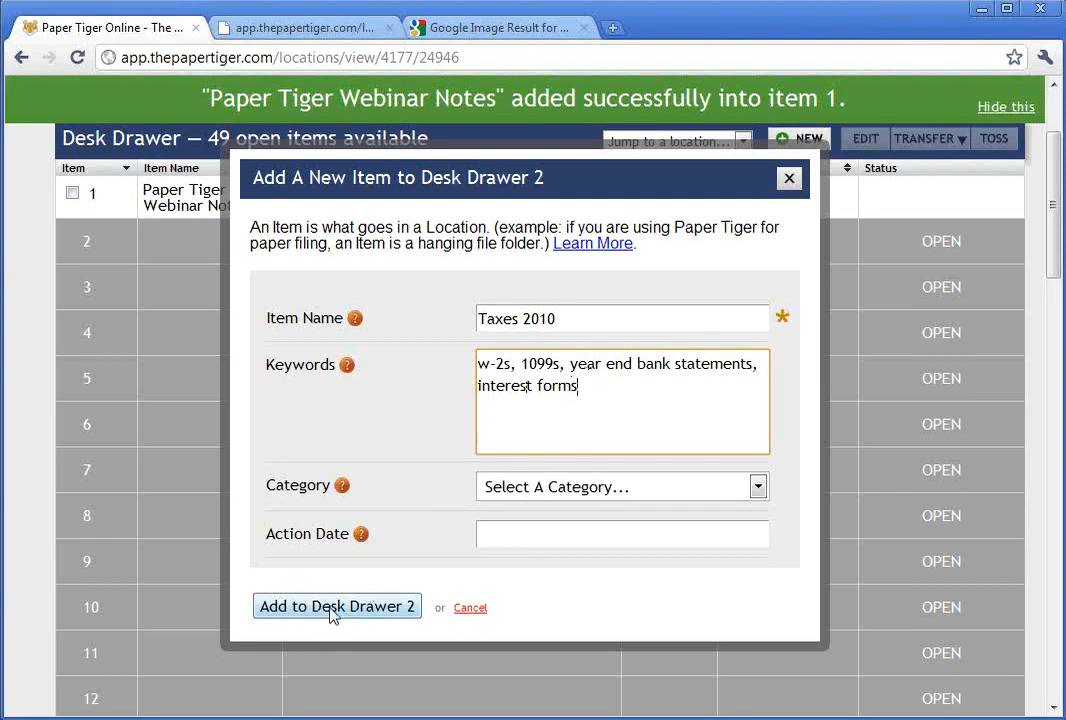 Paper Tiger Online - The ...
app.thepapertiger.com/l...
Google Image Result for ...
app.thepapertiger.com/locations/view/4177/24946
"Paper Tiger Webinar Notes" added successfully into item 1.
Hide this
Desk Drawer — 49 open items available
Jump to a location...
NEW
EDIT
TRANSFER
TOSS
Item
Item Name
Status
1
Paper Tiger
Webinar No
Add A New Item to Desk Drawer 2
An Item is what goes in a Location. (example: if you are using Paper Tiger for
paper filing, an Item is a hanging file folder.) Learn More.
Item Name ?
Taxes 2010
*
Keywords ?
w-2s, 1099s, year end bank statements,
interest forms
Category ?
Select A Category...
Action Date ?
Add to Desk Drawer 2
or
Cancel
2 OPEN
3 OPEN
4 OPEN
5 OPEN
6 OPEN
7 OPEN
8 OPEN
9 OPEN
10 OPEN
11 OPEN
12 OPEN